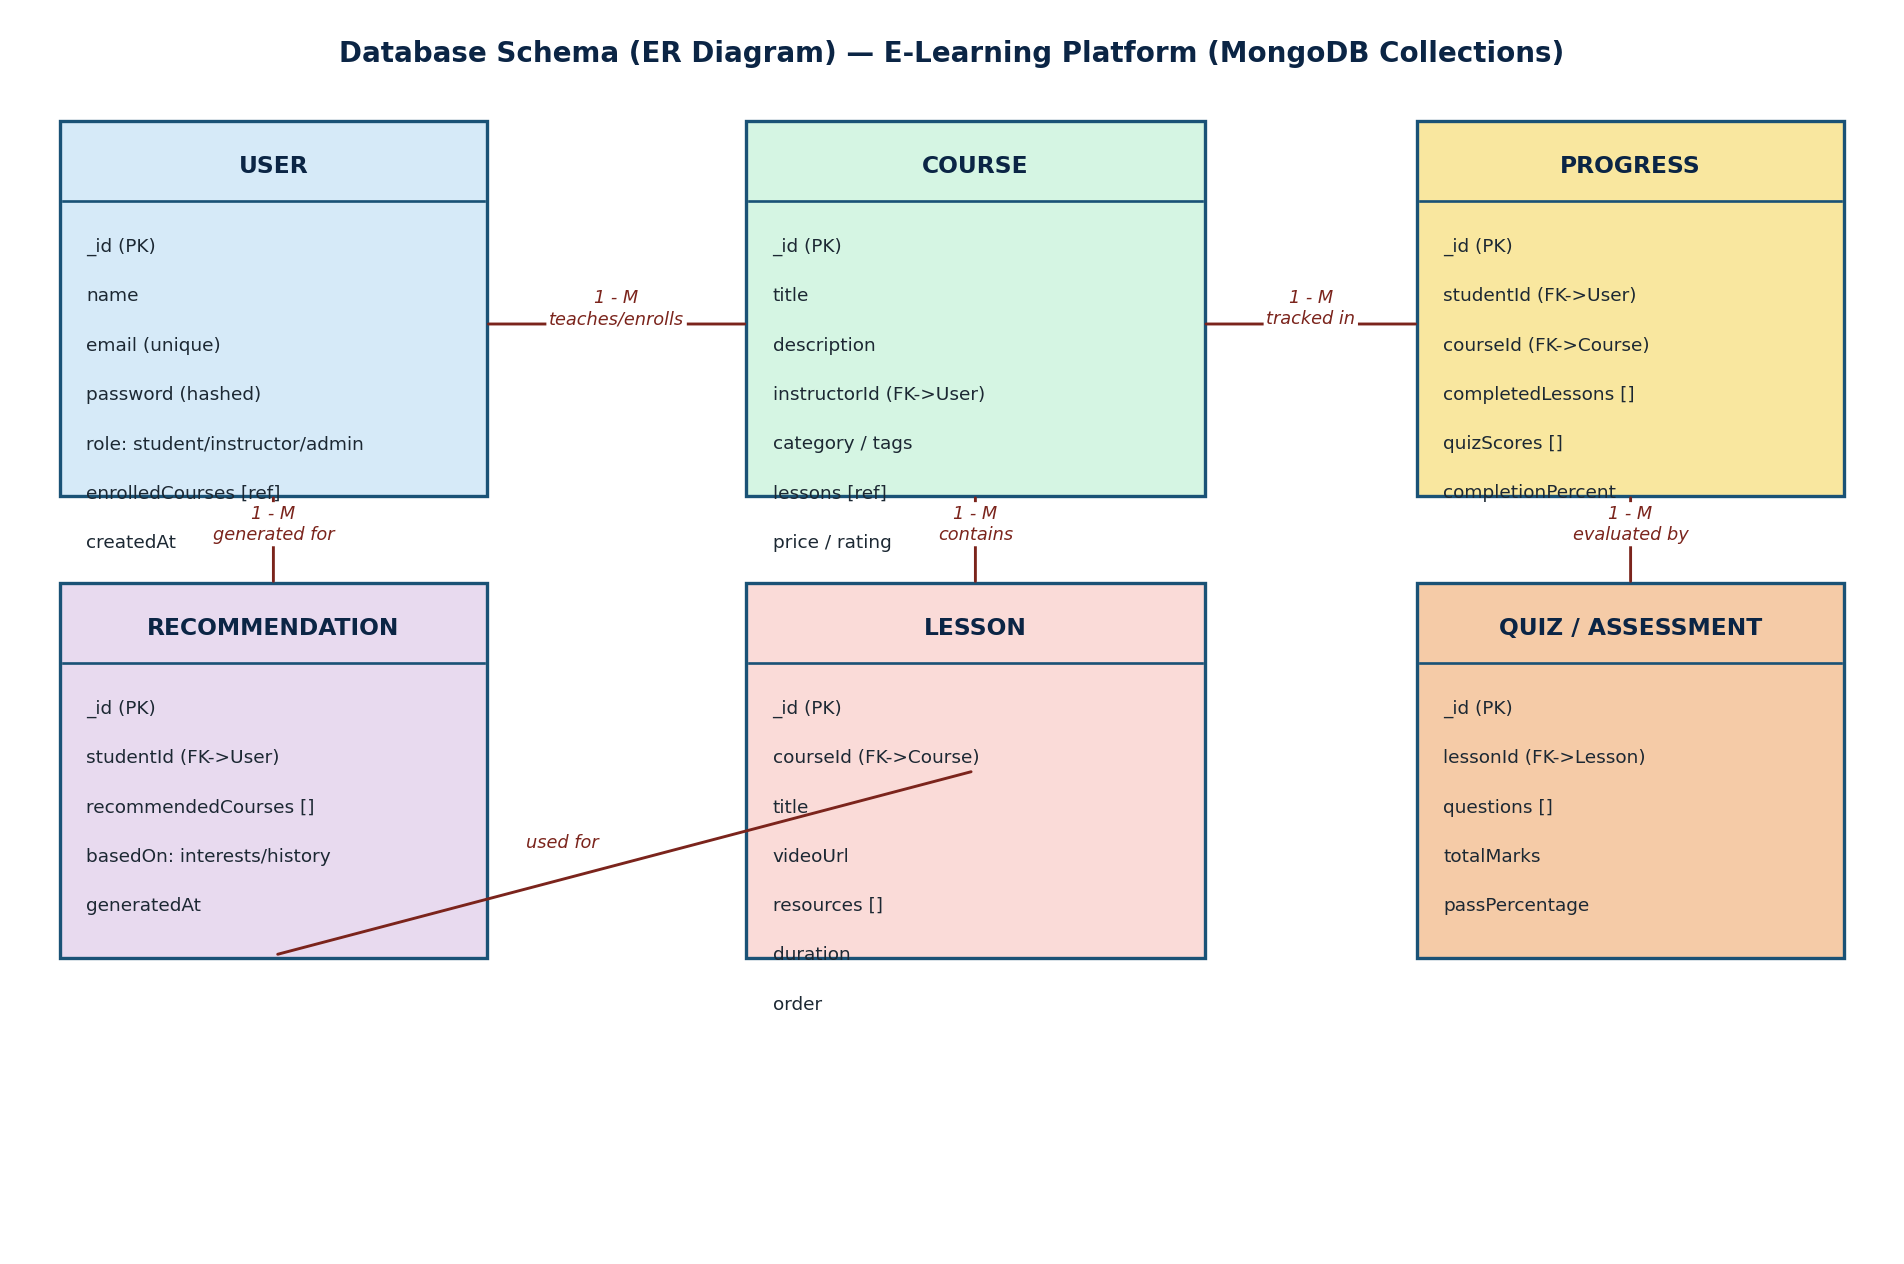 Database Schema (ER Diagram) — E-Learning Platform (MongoDB Collections)
USER
_id (PK)
name
email (unique)
password (hashed)
role: student/instructor/admin
enrolledCourses [ref]
createdAt
1 - M
teaches/enrolls
COURSE
_id (PK)
title
description
instructorId (FK->User)
category / tags
lessons [ref]
price / rating
1 - M
tracked in
PROGRESS
_id (PK)
studentId (FK->User)
courseId (FK->Course)
completedLessons []
quizScores []
completionPercent
1 - M
generated for
1 - M
contains
1 - M
evaluated by
RECOMMENDATION
_id (PK)
studentId (FK->User)
recommendedCourses []
basedOn: interests/history
generatedAt
used for
LESSON
_id (PK)
courseId (FK->Course)
title
videoUrl
resources []
duration
order
QUIZ / ASSESSMENT
_id (PK)
lessonId (FK->Lesson)
questions []
totalMarks
passPercentage